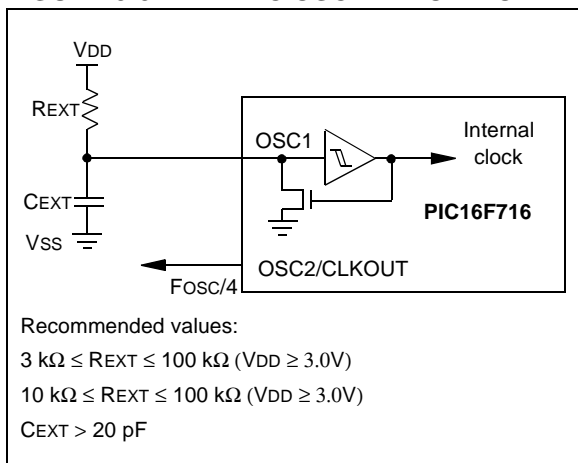 VDD
REXT
OSC1
Internal
clock
CEXT
PIC16F716
VSS
OSC2/CLKOUT
FOSC/4
Recommended values:
3 kΩ ≤ REXT ≤ 100 kΩ (VDD ≥ 3.0V)
10 kΩ ≤ REXT ≤ 100 kΩ (VDD ≥ 3.0V)
CEXT > 20 pF